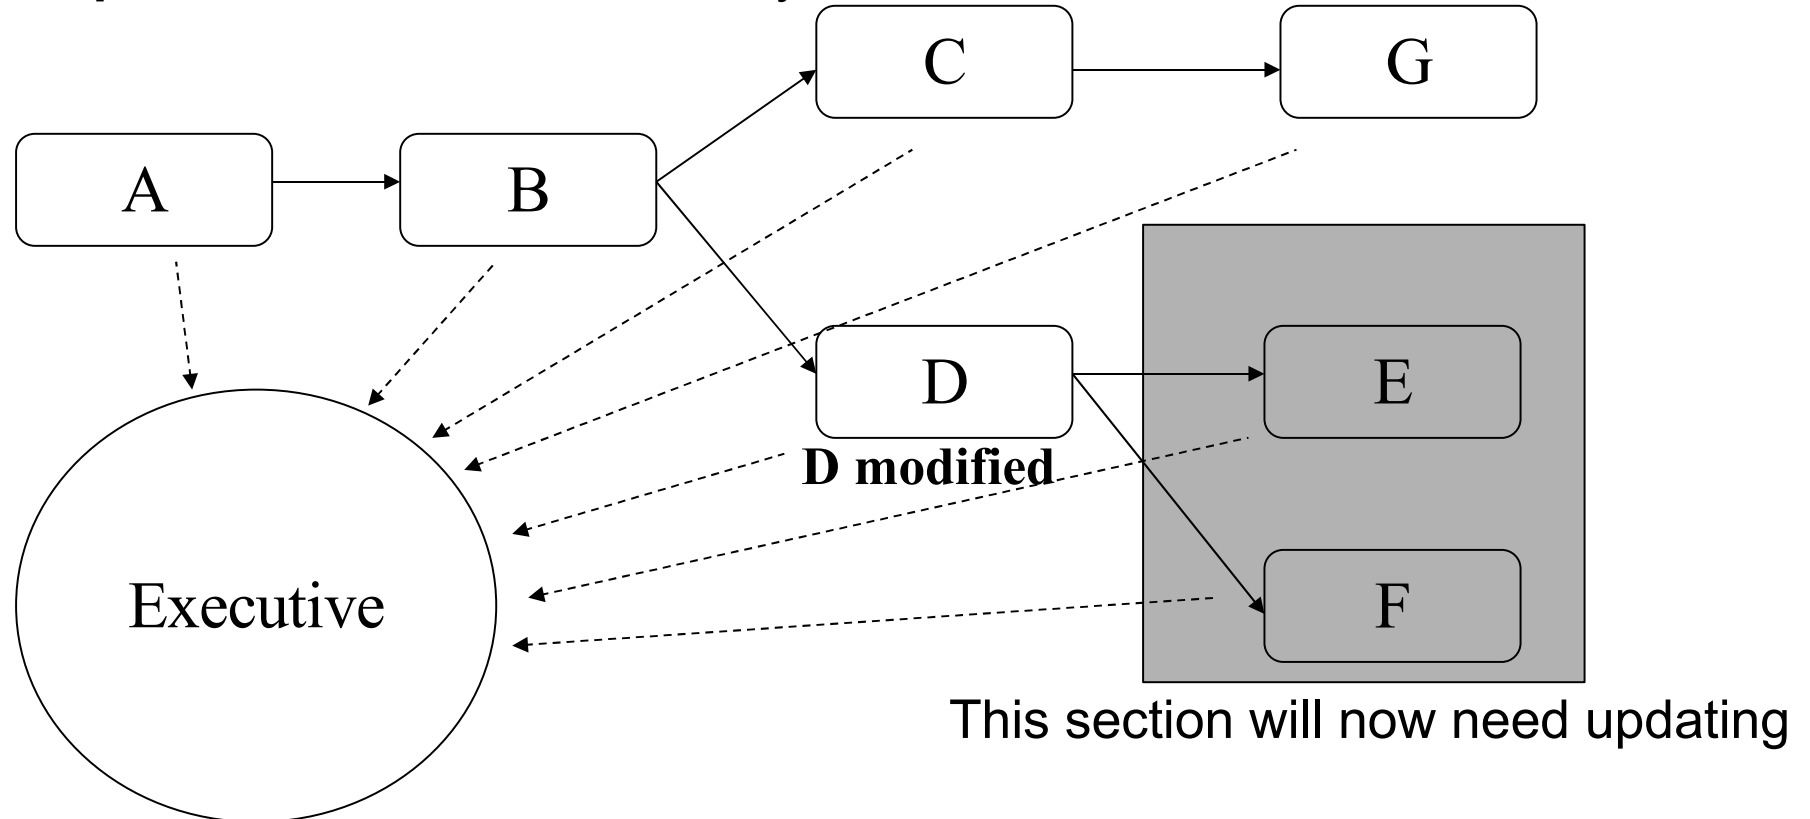 C
G
A
B
D
E
D modified
Executive
F
This section will now need updating